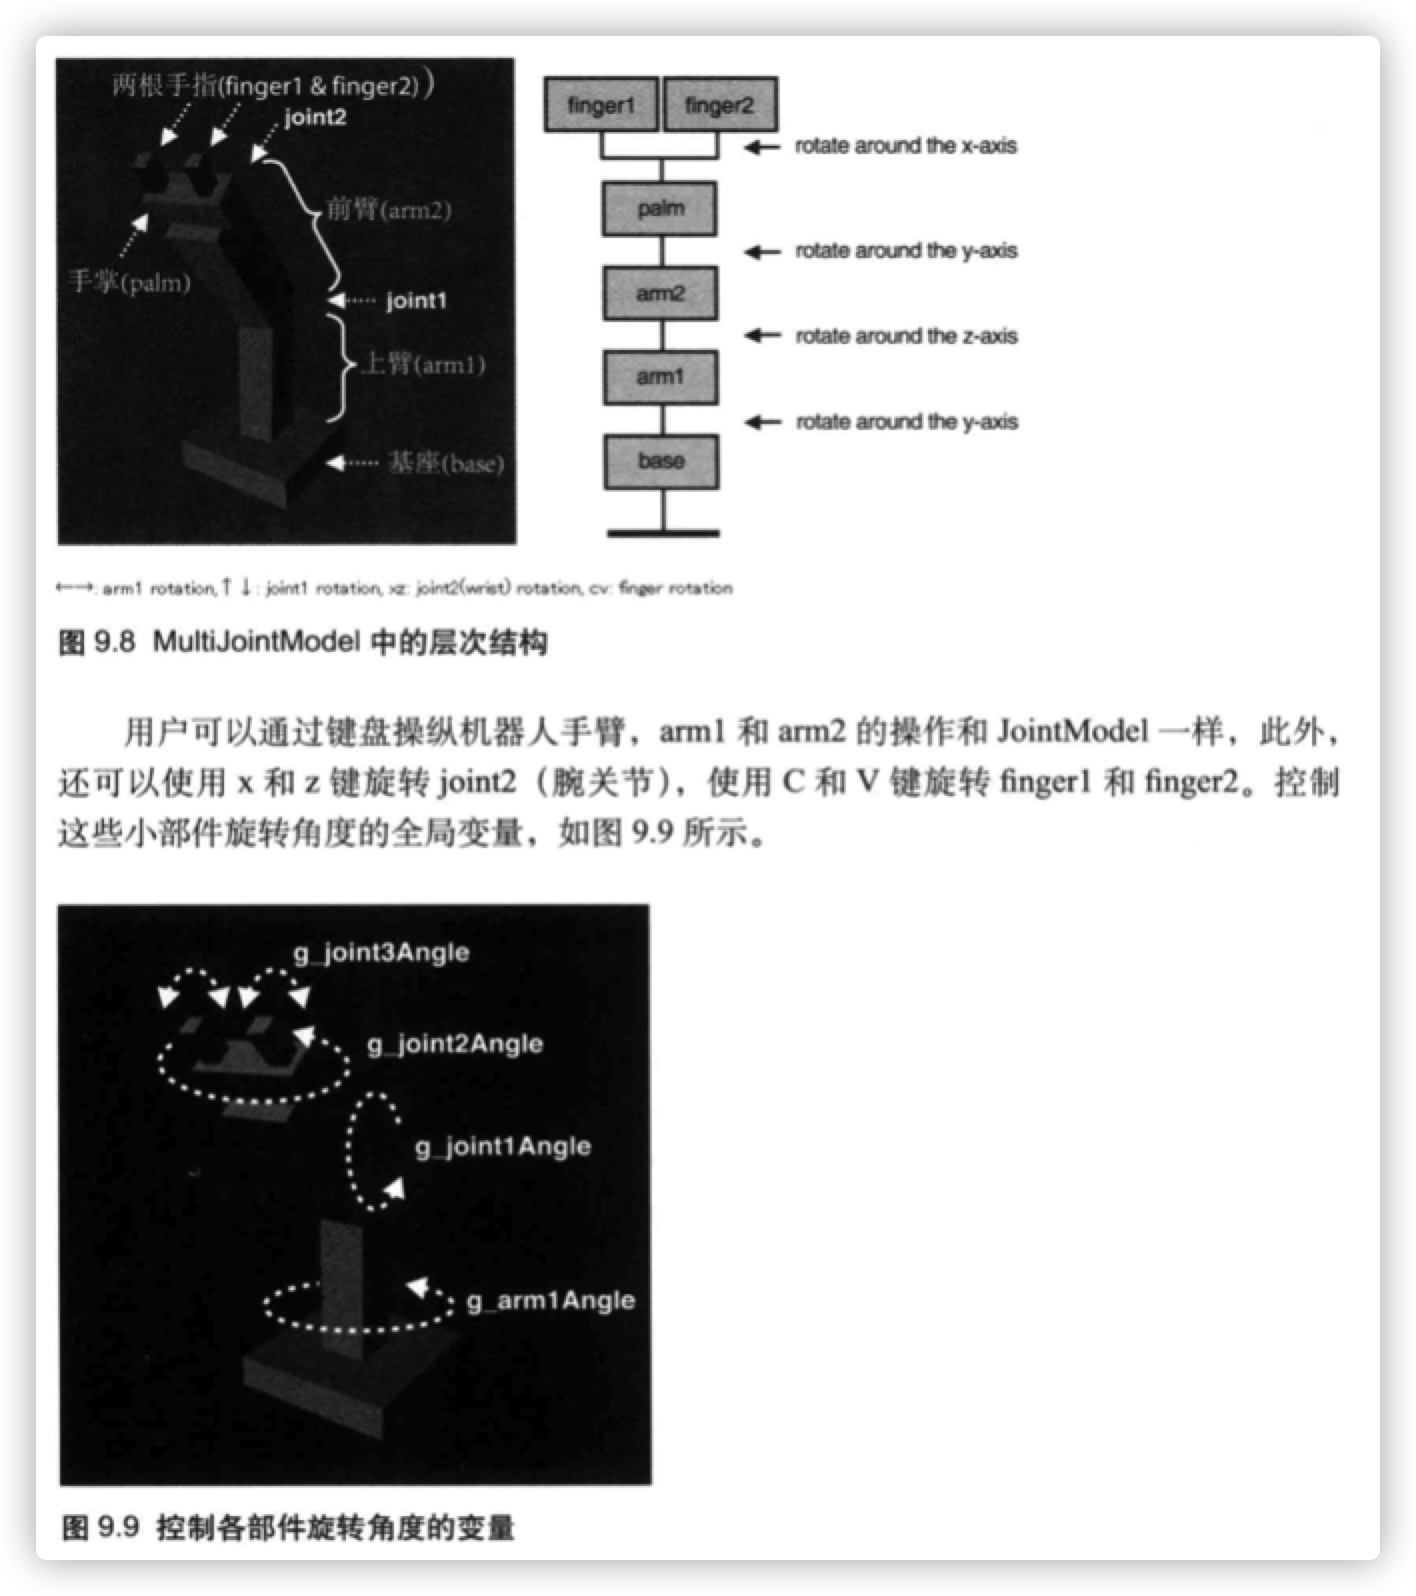 两根手指(finger1 & finger2))
joint2
前臂(arm2)
手掌(palm)
joint1
上臂(arm1)
基座(base)
finger1
finger2
rotate around the x-axis
palm
rotate around the y-axis
arm2
rotate around the z-axis
arm1
rotate around the y-axis
base
←→: arm1 rotation, ↑ ↓: joint1 rotation, xz: joint2(wrist) rotation, cv: finger rotation
图 9.8 MultiJointModel 中的层次结构
用户可以通过键盘操纵机器人手臂，arm1 和 arm2 的操作和 JointModel 一样，此外，
还可以使用 x 和 z 键旋转 joint2（腕关节），使用 C 和 V 键旋转 finger1 和 finger2。控制
这些小部件旋转角度的全局变量，如图 9.9 所示。
g_joint3Angle
g_joint2Angle
g_joint1Angle
g_arm1Angle
图 9.9 控制各部件旋转角度的变量